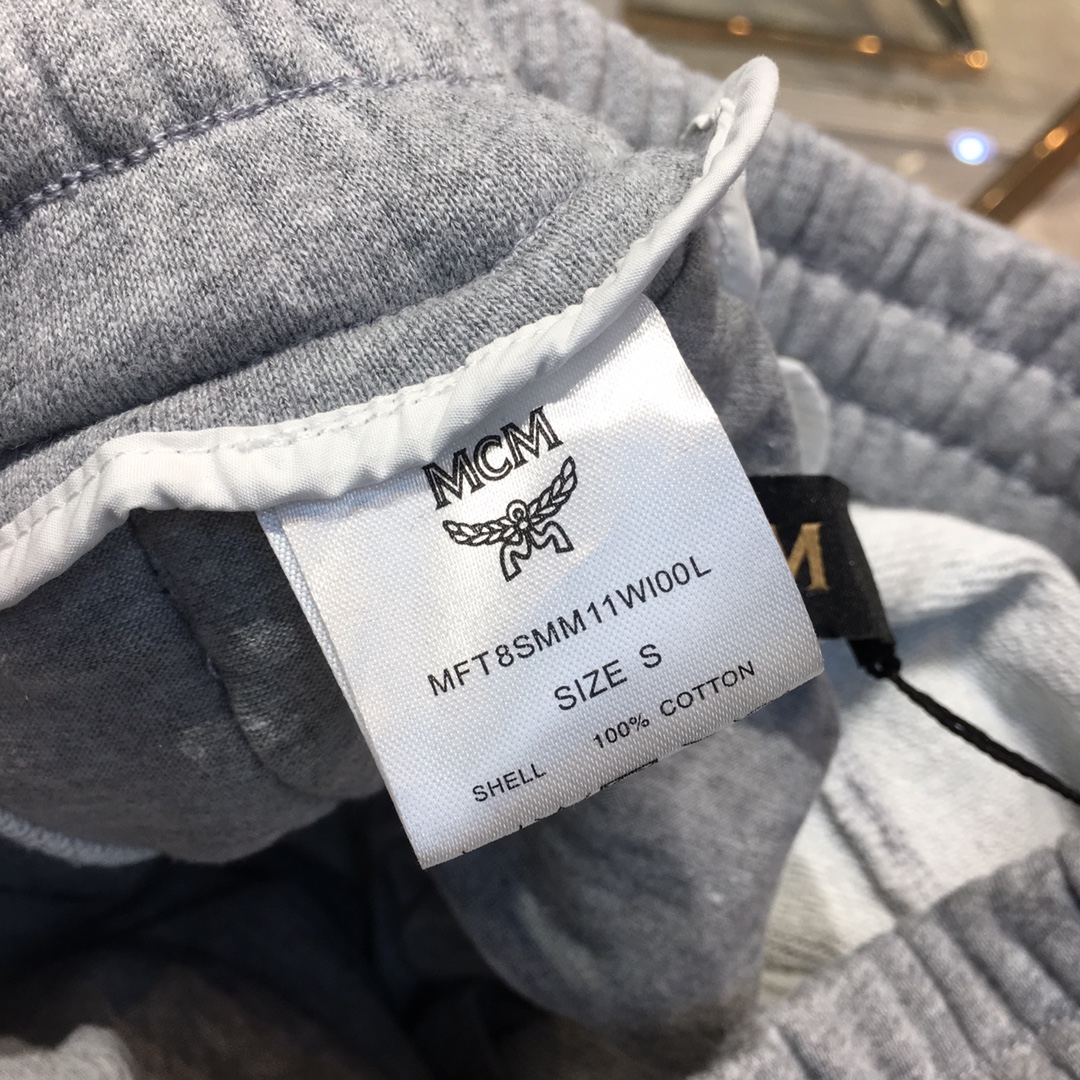 MCM
MFT8SMM11WI00L
SIZE S
100% COTTON
SHELL
M